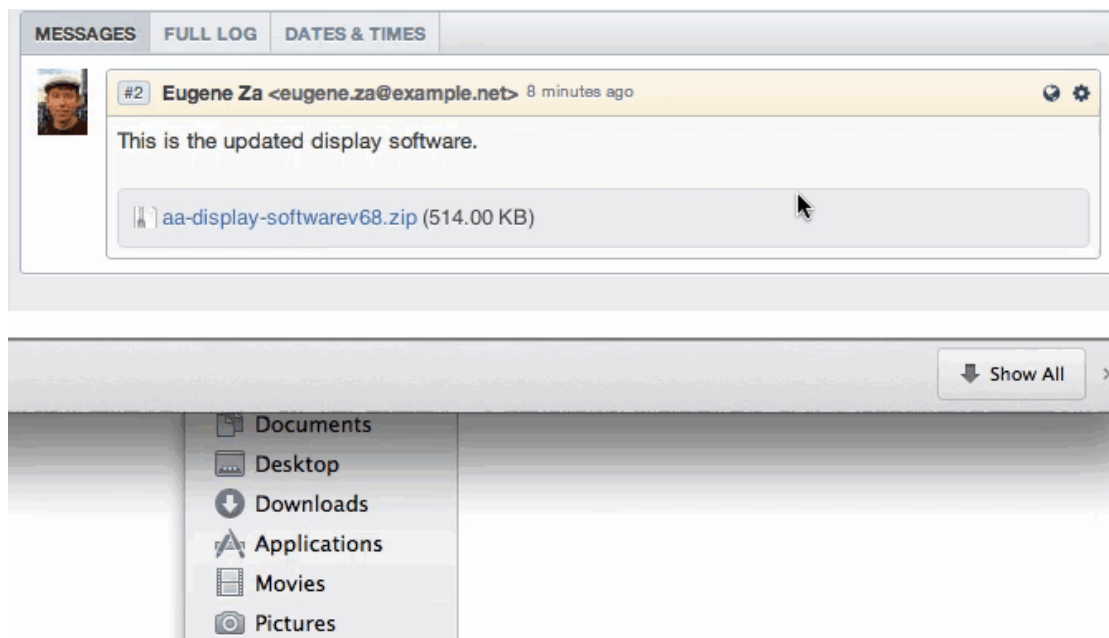 MESSAGES FULL LOG DATES & TIMES
#2 Eugene Za <eugene.za@example.net> 8 minutes ago
This is the updated display software.
aa-display-softwarev68.zip (514.00 KB)
Show All
Documents
Desktop
Downloads
Applications
Movies
Pictures